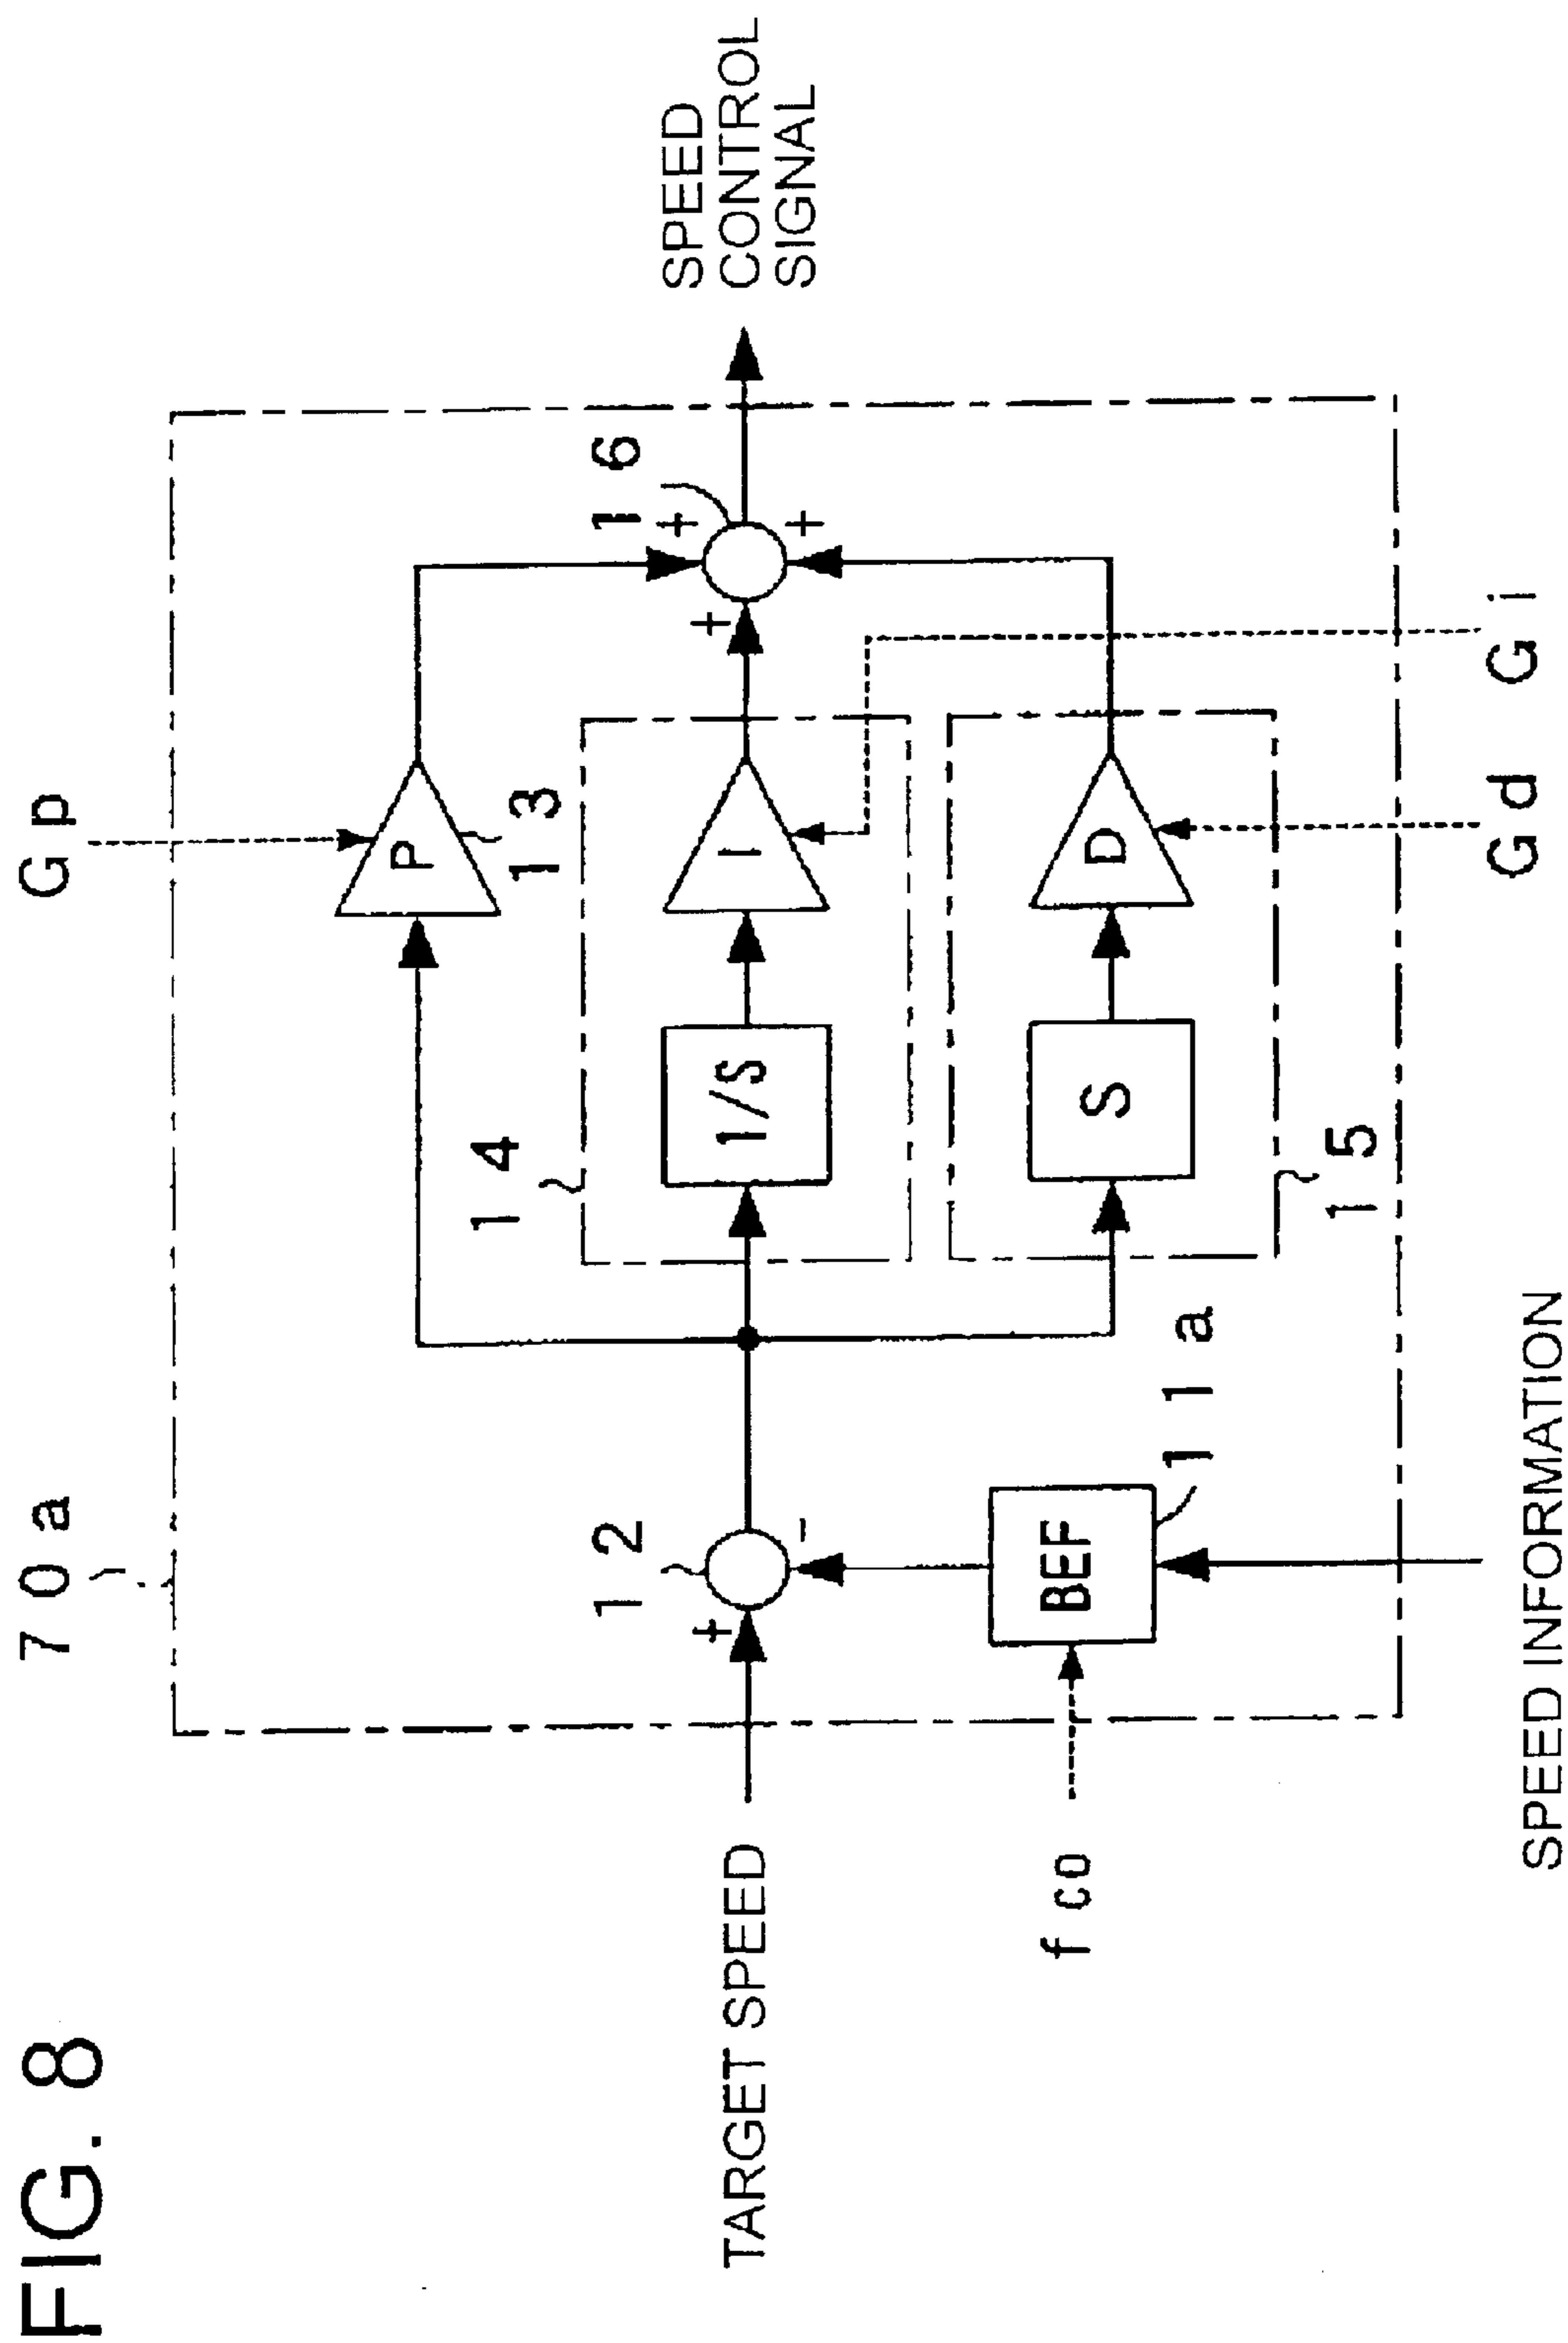 FIG. 8
70a
Gp
P
13
12
+
-
TARGET SPEED
14
1/S
I
16
+
+
+
SPEED
CONTROL
SIGNAL
BEF
11a
f co
S
D
15
SPEED INFORMATION
Gd
Gi